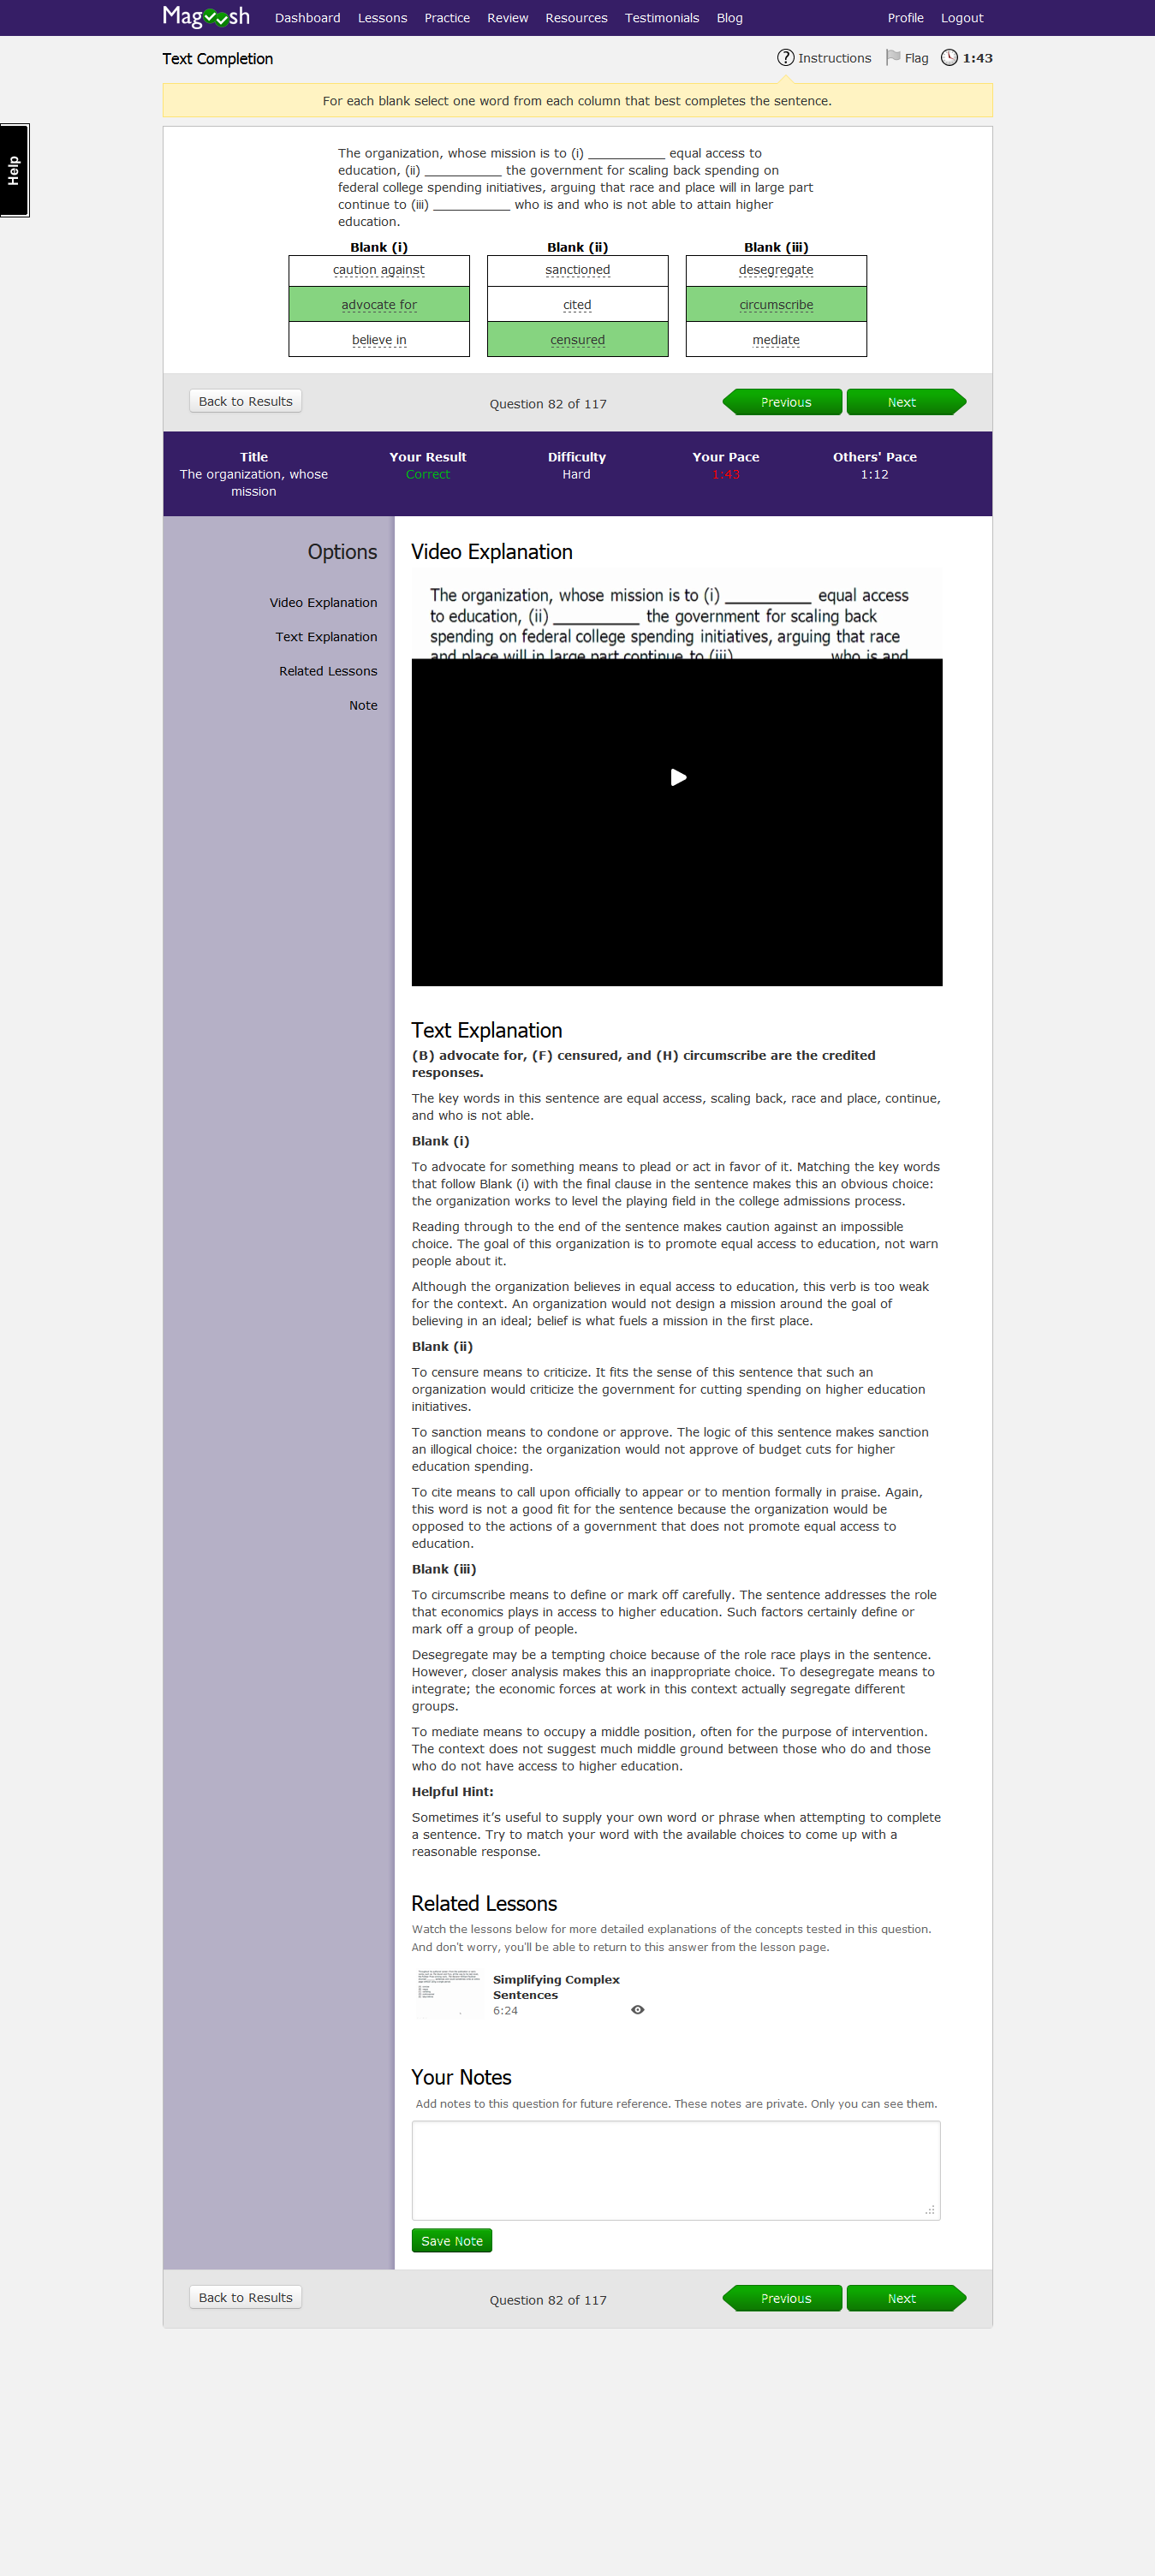 Magoosh
Dashboard Lessons Practice Review Resources Testimonials Blog Profile Logout
Text Completion
? Instructions Flag 1:43
For each blank select one word from each column that best completes the sentence.
Help
The organization, whose mission is to (i) ___________ equal access to
education, (ii) ___________ the government for scaling back spending on
federal college spending initiatives, arguing that race and place will in large part
continue to (iii) ___________ who is and who is not able to attain higher
education.
Blank (i) Blank (ii) Blank (iii)
caution against sanctioned desegregate
advocate for cited circumscribe
believe in censured mediate
Back to Results Question 82 of 117 Previous Next
Title Your Result Difficulty Your Pace Others' Pace
The organization, whose Correct Hard 1:43 1:12
mission
Options
Video Explanation
Text Explanation
Related Lessons
Note
Video Explanation
The organization, whose mission is to (i) __________ equal access
to education, (ii) __________ the government for scaling back
spending on federal college spending initiatives, arguing that race
and place will in large part continue to (iii) __________ who is and
Text Explanation
(B) advocate for, (F) censured, and (H) circumscribe are the credited
responses.
The key words in this sentence are equal access, scaling back, race and place, continue,
and who is not able.
Blank (i)
To advocate for something means to plead or act in favor of it. Matching the key words
that follow Blank (i) with the final clause in the sentence makes this an obvious choice:
the organization works to level the playing field in the college admissions process.
Reading through to the end of the sentence makes caution against an impossible
choice. The goal of this organization is to promote equal access to education, not warn
people about it.
Although the organization believes in equal access to education, this verb is too weak
for the context. An organization would not design a mission around the goal of
believing in an ideal; belief is what fuels a mission in the first place.
Blank (ii)
To censure means to criticize. It fits the sense of this sentence that such an
organization would criticize the government for cutting spending on higher education
initiatives.
To sanction means to condone or approve. The logic of this sentence makes sanction
an illogical choice: the organization would not approve of budget cuts for higher
education spending.
To cite means to call upon officially to appear or to mention formally in praise. Again,
this word is not a good fit for the sentence because the organization would be
opposed to the actions of a government that does not promote equal access to
education.
Blank (iii)
To circumscribe means to define or mark off carefully. The sentence addresses the role
that economics plays in access to higher education. Such factors certainly define or
mark off a group of people.
Desegregate may be a tempting choice because of the role race plays in the sentence.
However, closer analysis makes this an inappropriate choice. To desegregate means to
integrate; the economic forces at work in this context actually segregate different
groups.
To mediate means to occupy a middle position, often for the purpose of intervention.
The context does not suggest much middle ground between those who do and those
who do not have access to higher education.
Helpful Hint:
Sometimes it’s useful to supply your own word or phrase when attempting to complete
a sentence. Try to match your word with the available choices to come up with a
reasonable response.
Related Lessons
Watch the lessons below for more detailed explanations of the concepts tested in this question.
And don't worry, you'll be able to return to this answer from the lesson page.
Simplifying Complex
Sentences
6:24
Your Notes
Add notes to this question for future reference. These notes are private. Only you can see them.
Save Note
Back to Results Question 82 of 117 Previous Next